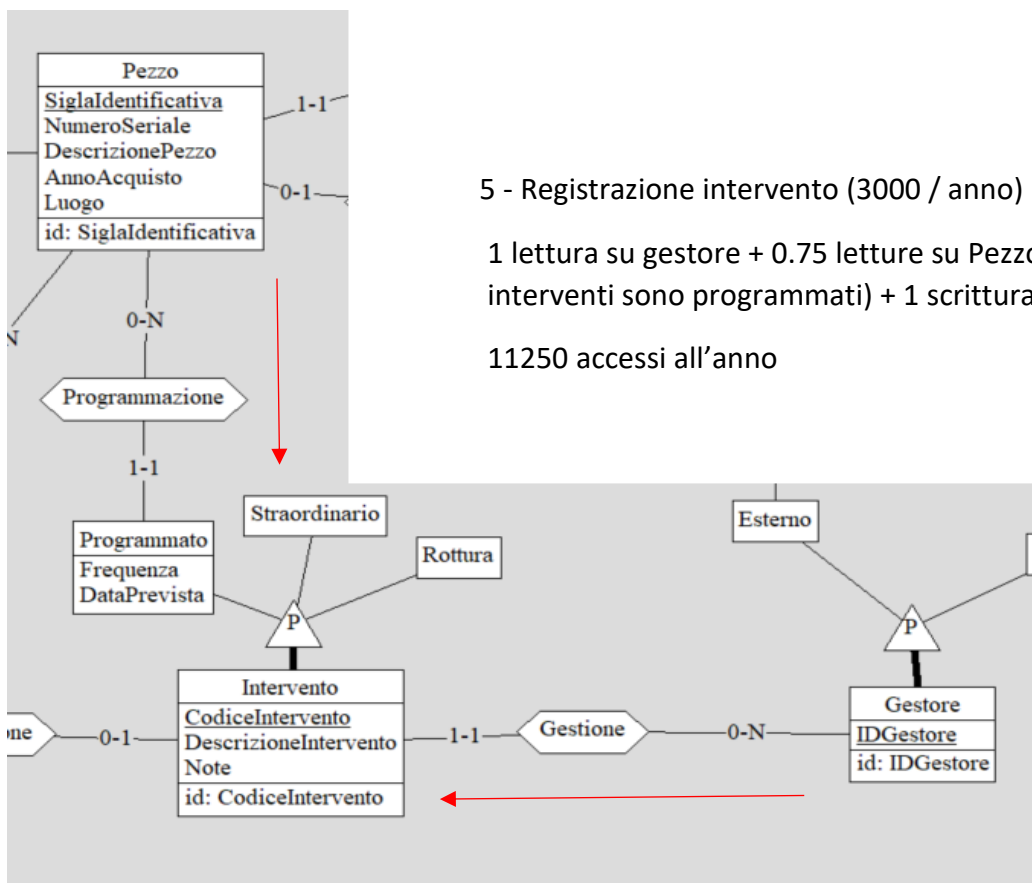 Pezzo
SiglaIdentificativa
NumeroSeriale
DescrizionePezzo
AnnoAcquisto
Luogo
id: SiglaIdentificativa
1-1
0-1
5 - Registrazione intervento (3000 / anno)
1 lettura su gestore + 0.75 letture su Pezzo
interventi sono programmati) + 1 scrittura
11250 accessi all’anno
N
0-N
Programmazione
1-1
Programmato
Frequenza
DataPrevista
Straordinario
Rottura
P
Esterno
P
Intervento
CodiceIntervento
DescrizioneIntervento
Note
id: CodiceIntervento
one
0-1
1-1
Gestione
0-N
Gestore
IDGestore
id: IDGestore